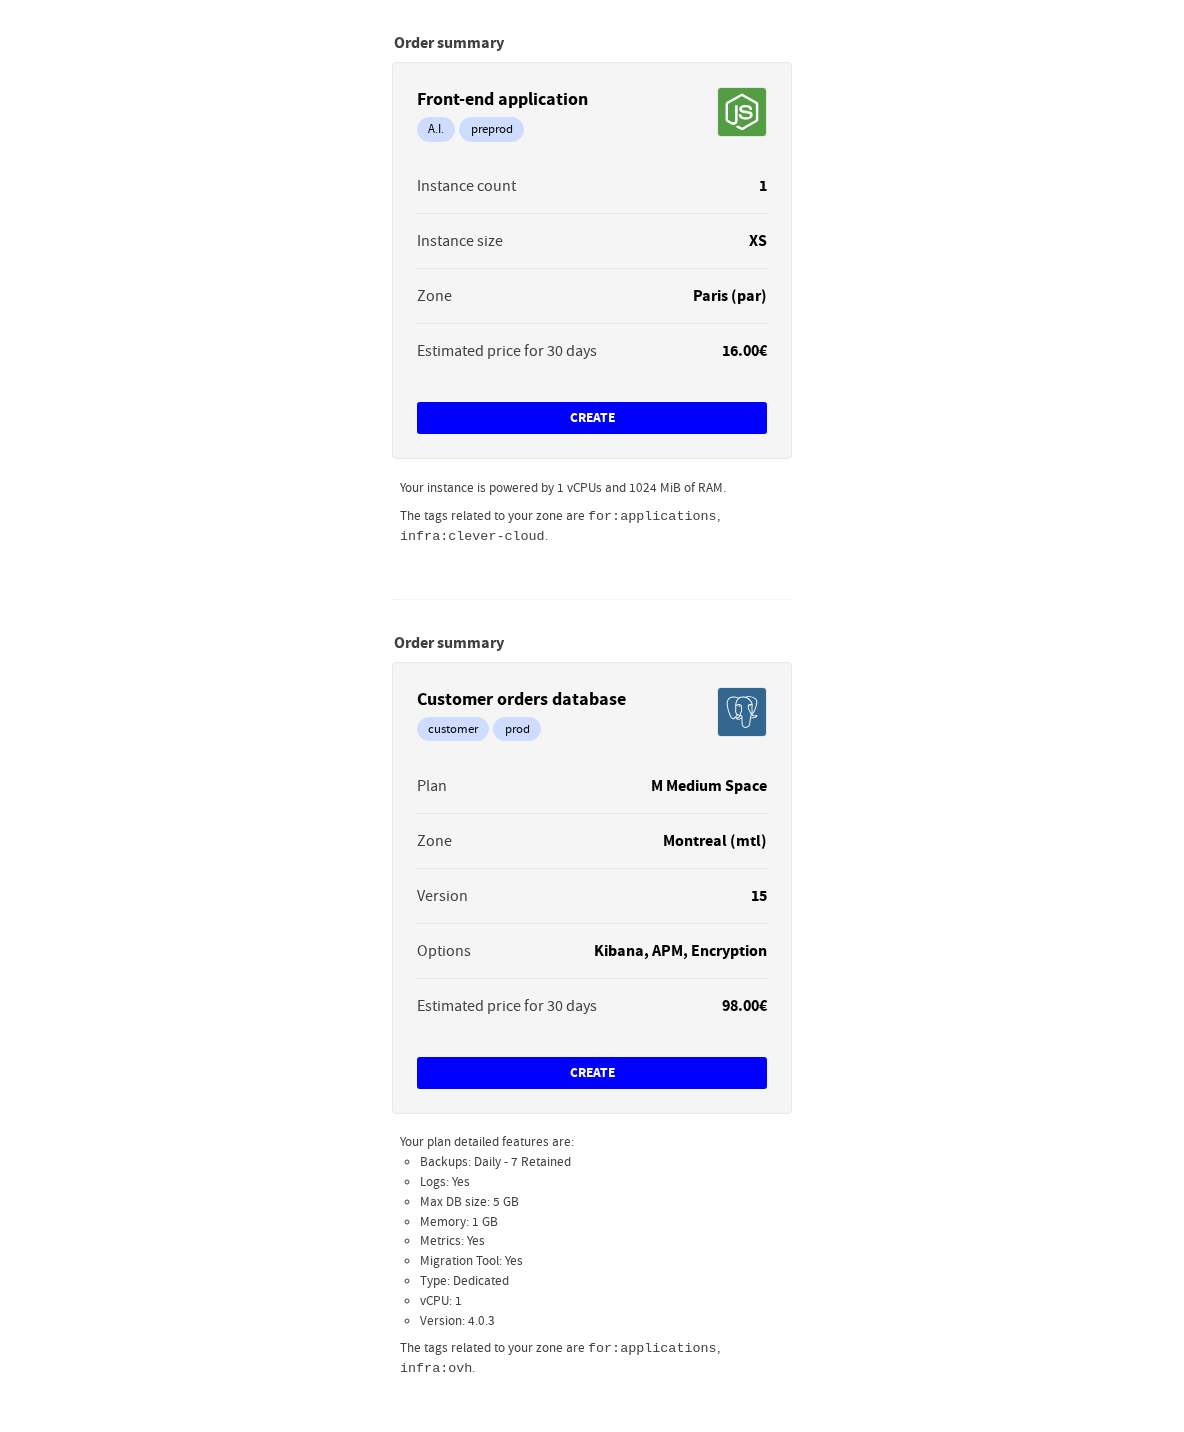 Order summary
Front-end application
JS
A.I. preprod
Instance count 1
Instance size XS
Zone Paris (par)
Estimated price for 30 days 16.00€
CREATE
Your instance is powered by 1 vCPUs and 1024 MiB of RAM.
The tags related to your zone are for:applications,
infra:clever-cloud.
Order summary
Customer orders database
customer prod
Plan M Medium Space
Zone Montreal (mtl)
Version 15
Options Kibana, APM, Encryption
Estimated price for 30 days 98.00€
CREATE
Your plan detailed features are:
Backups: Daily - 7 Retained
Logs: Yes
Max DB size: 5 GB
Memory: 1 GB
Metrics: Yes
Migration Tool: Yes
Type: Dedicated
vCPU: 1
Version: 4.0.3
The tags related to your zone are for:applications,
infra:ovh.